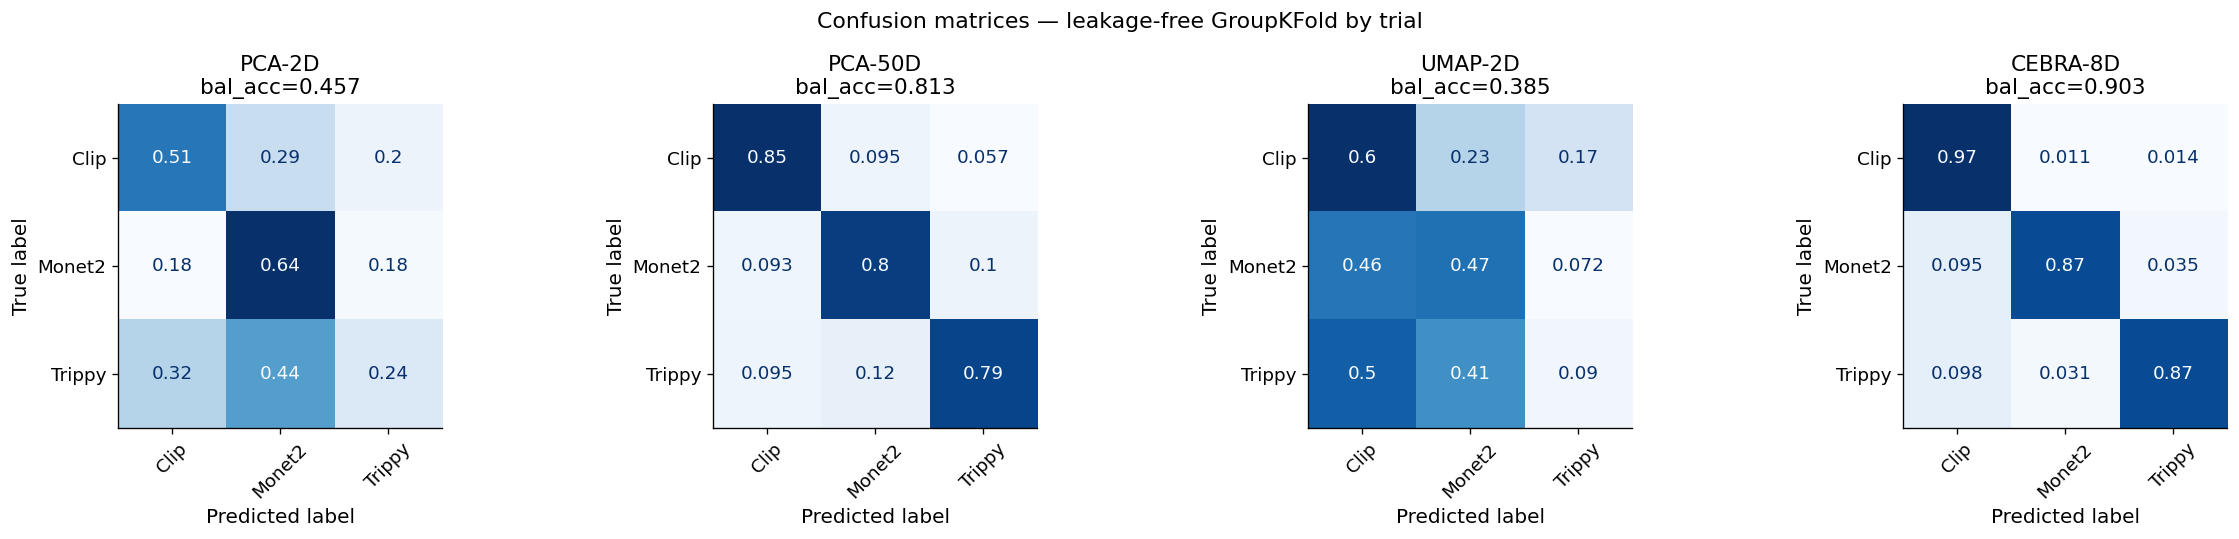 Confusion matrices — leakage-free GroupKFold by trial
PCA-2D
bal_acc=0.457
True label
Clip
0.51 0.29 0.2
Monet2
0.18 0.64 0.18
Trippy
0.32 0.44 0.24
Clip Monet2 Trippy
Predicted label
PCA-50D
bal_acc=0.813
True label
Clip
0.85 0.095 0.057
Monet2
0.093 0.8 0.1
Trippy
0.095 0.12 0.79
Clip Monet2 Trippy
Predicted label
UMAP-2D
bal_acc=0.385
True label
Clip
0.6 0.23 0.17
Monet2
0.46 0.47 0.072
Trippy
0.5 0.41 0.09
Clip Monet2 Trippy
Predicted label
CEBRA-8D
bal_acc=0.903
True label
Clip
0.97 0.011 0.014
Monet2
0.095 0.87 0.035
Trippy
0.098 0.031 0.87
Clip Monet2 Trippy
Predicted label